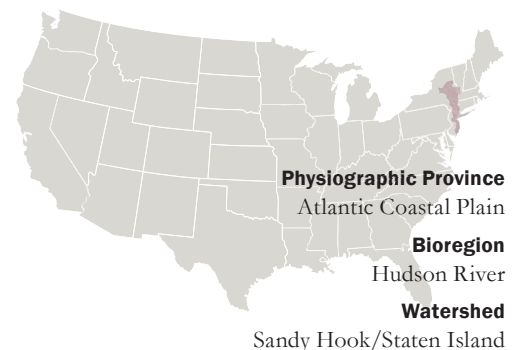 Physiographic Province
Atlantic Coastal Plain
Bioregion
Hudson River
Watershed
Sandy Hook/Staten Island